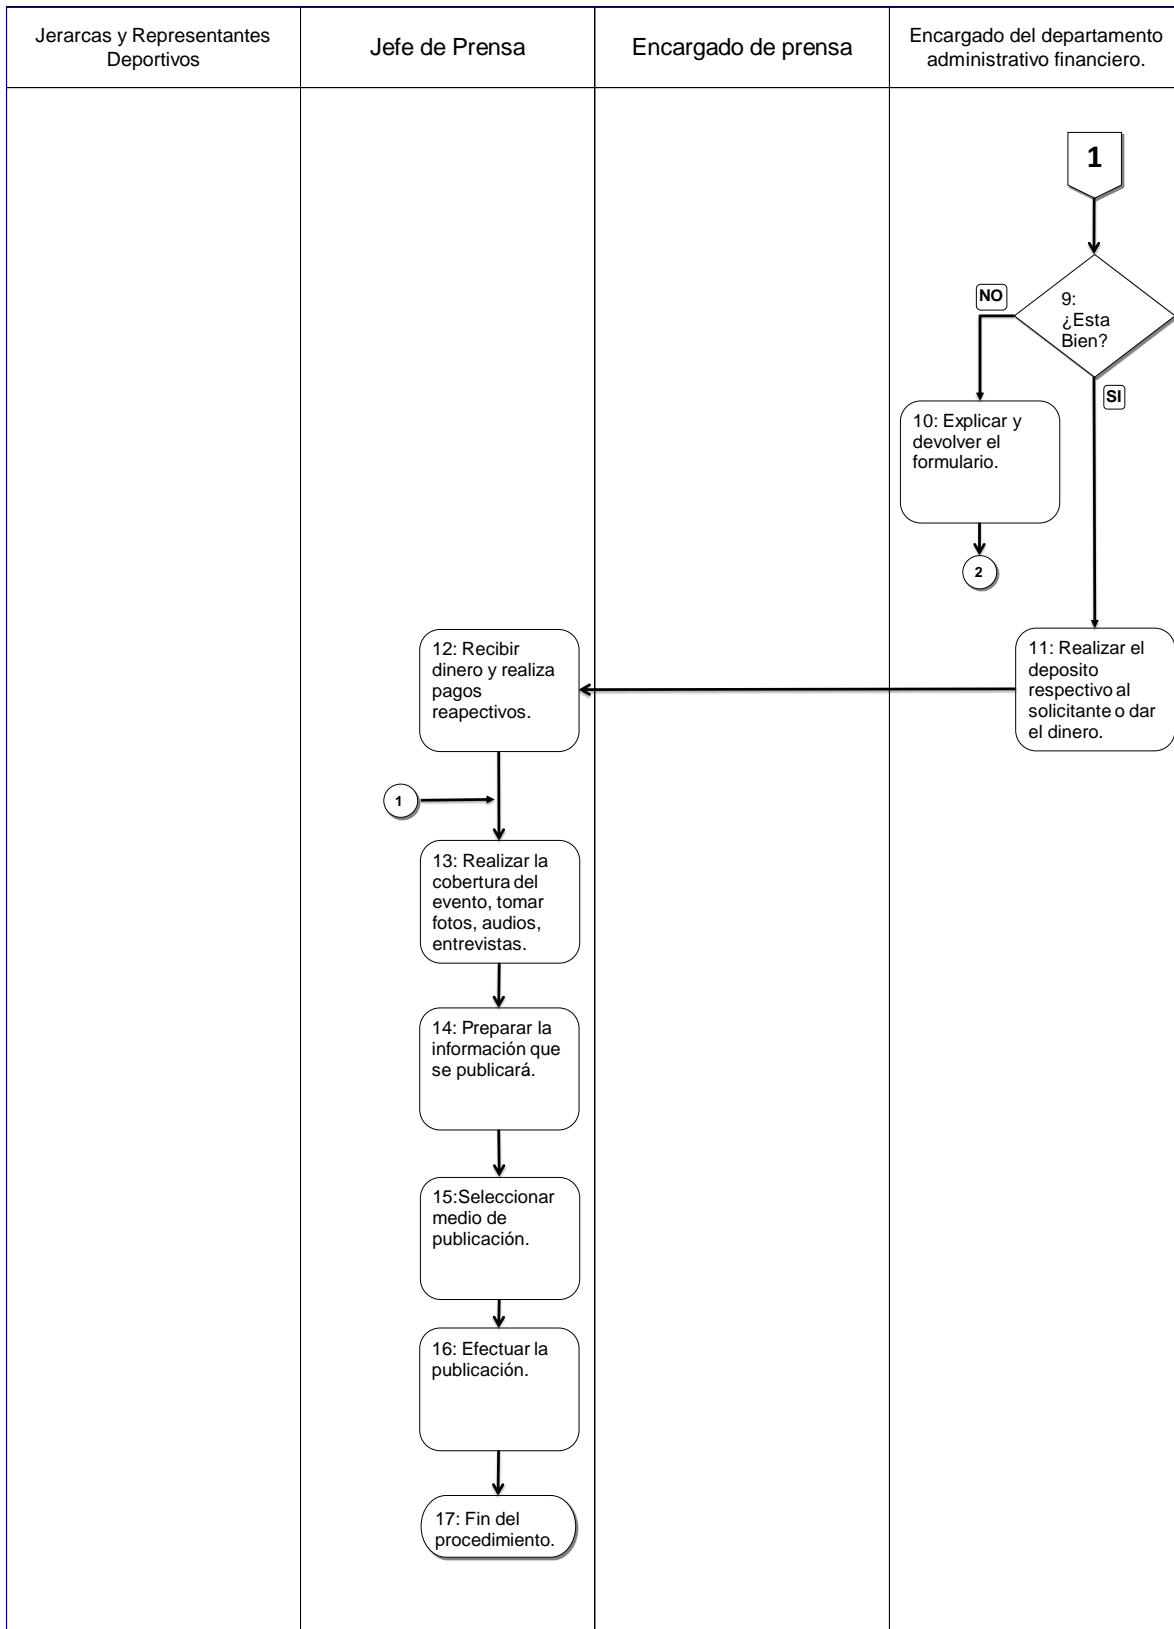 Jerarcas y Representantes
Deportivos
Jefe de Prensa
Encargado de prensa
Encargado del departamento
administrativo financiero.
1
9:
¿Esta
Bien?
NO
SI
10: Explicar y
devolver el
formulario.
2
11: Realizar el
deposito
respectivo al
solicitante o dar
el dinero.
12: Recibir
dinero y realiza
pagos
reapectivos.
1
13: Realizar la
cobertura del
evento, tomar
fotos, audios,
entrevistas.
14: Preparar la
información que
se publicará.
15:Seleccionar
medio de
publicación.
16: Efectuar la
publicación.
17: Fin del
procedimiento.